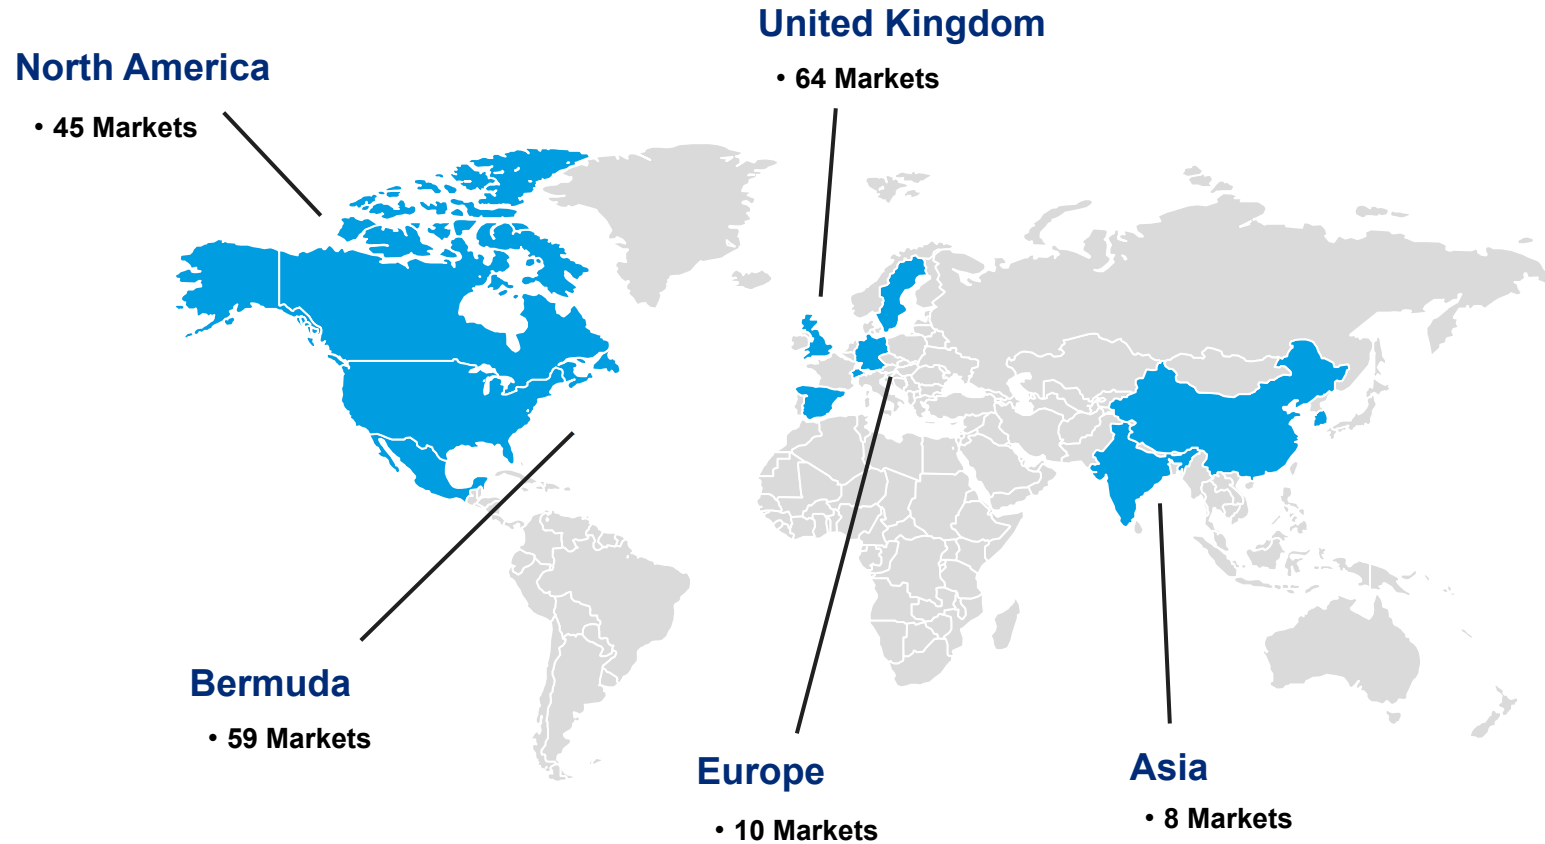 United Kingdom
• 64 Markets
North America
• 45 Markets
Bermuda
• 59 Markets
Europe
• 10 Markets
Asia
• 8 Markets